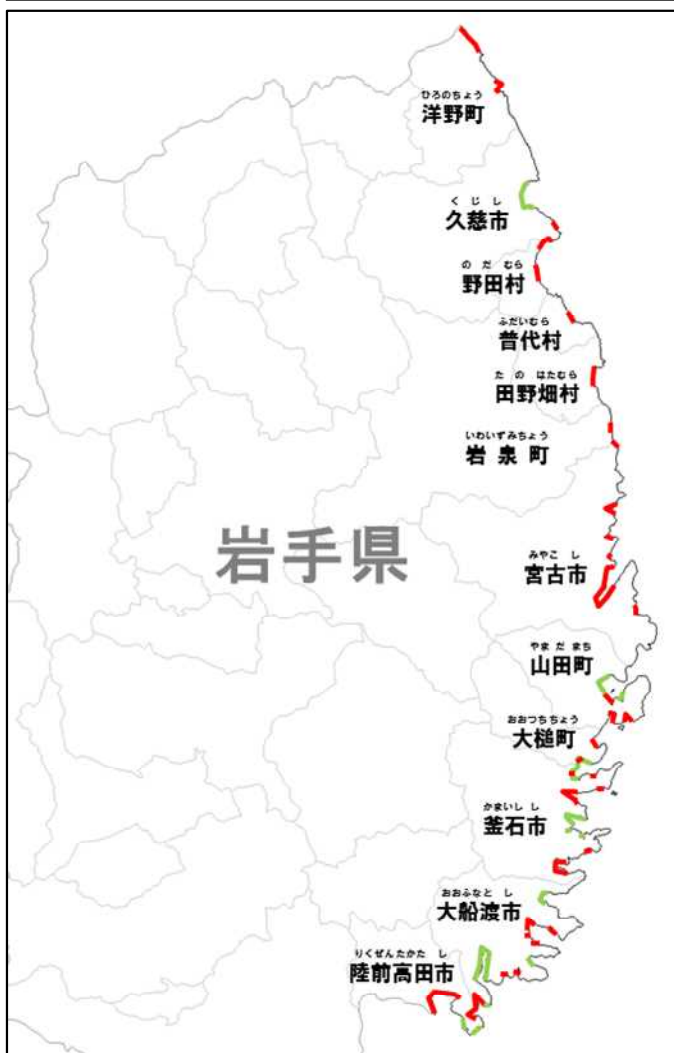 ひろのちょう
洋野町
くじし
久慈市
のだむら
野田村
ふだいむら
普代村
たのはたむら
田野畑村
いわいずみちょう
岩泉町
岩手県
みやこし
宮古市
やまだまち
山田町
おおつちちょう
大槌町
かまいしし
釜石市
おおふなとし
大船渡市
りくぜんたかたし
陸前高田市